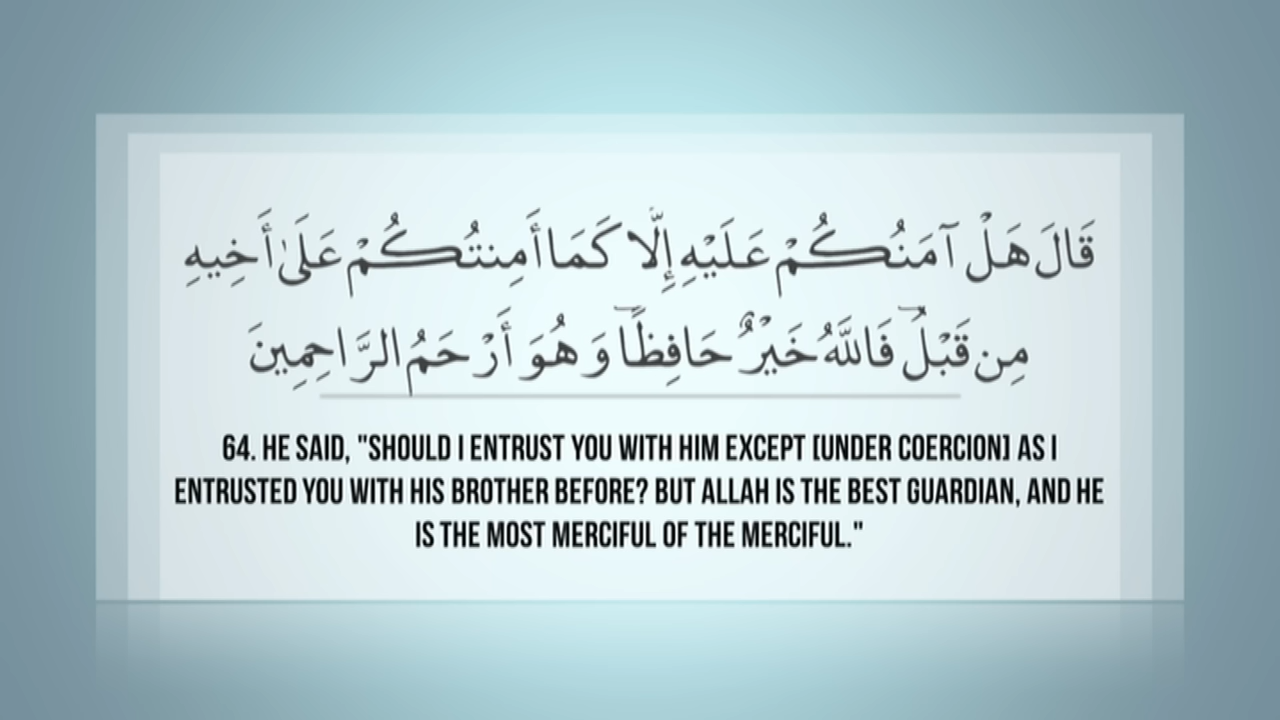 قَالَ هَلْ آمَنُكُمْ عَلَيْهِ إِلَّا كَمَا أَمِنتُكُمْ عَلَىٰ أَخِيهِ
مِن قَبْلُ ۖ فَاللَّهُ خَيْرٌ حَافِظًا ۖ وَهُوَ أَرْحَمُ الرَّاحِمِينَ
64. HE SAID, "SHOULD I ENTRUST YOU WITH HIM EXCEPT [UNDER COERCION] AS I
ENTRUSTED YOU WITH HIS BROTHER BEFORE? BUT ALLAH IS THE BEST GUARDIAN, AND HE
IS THE MOST MERCIFUL OF THE MERCIFUL."